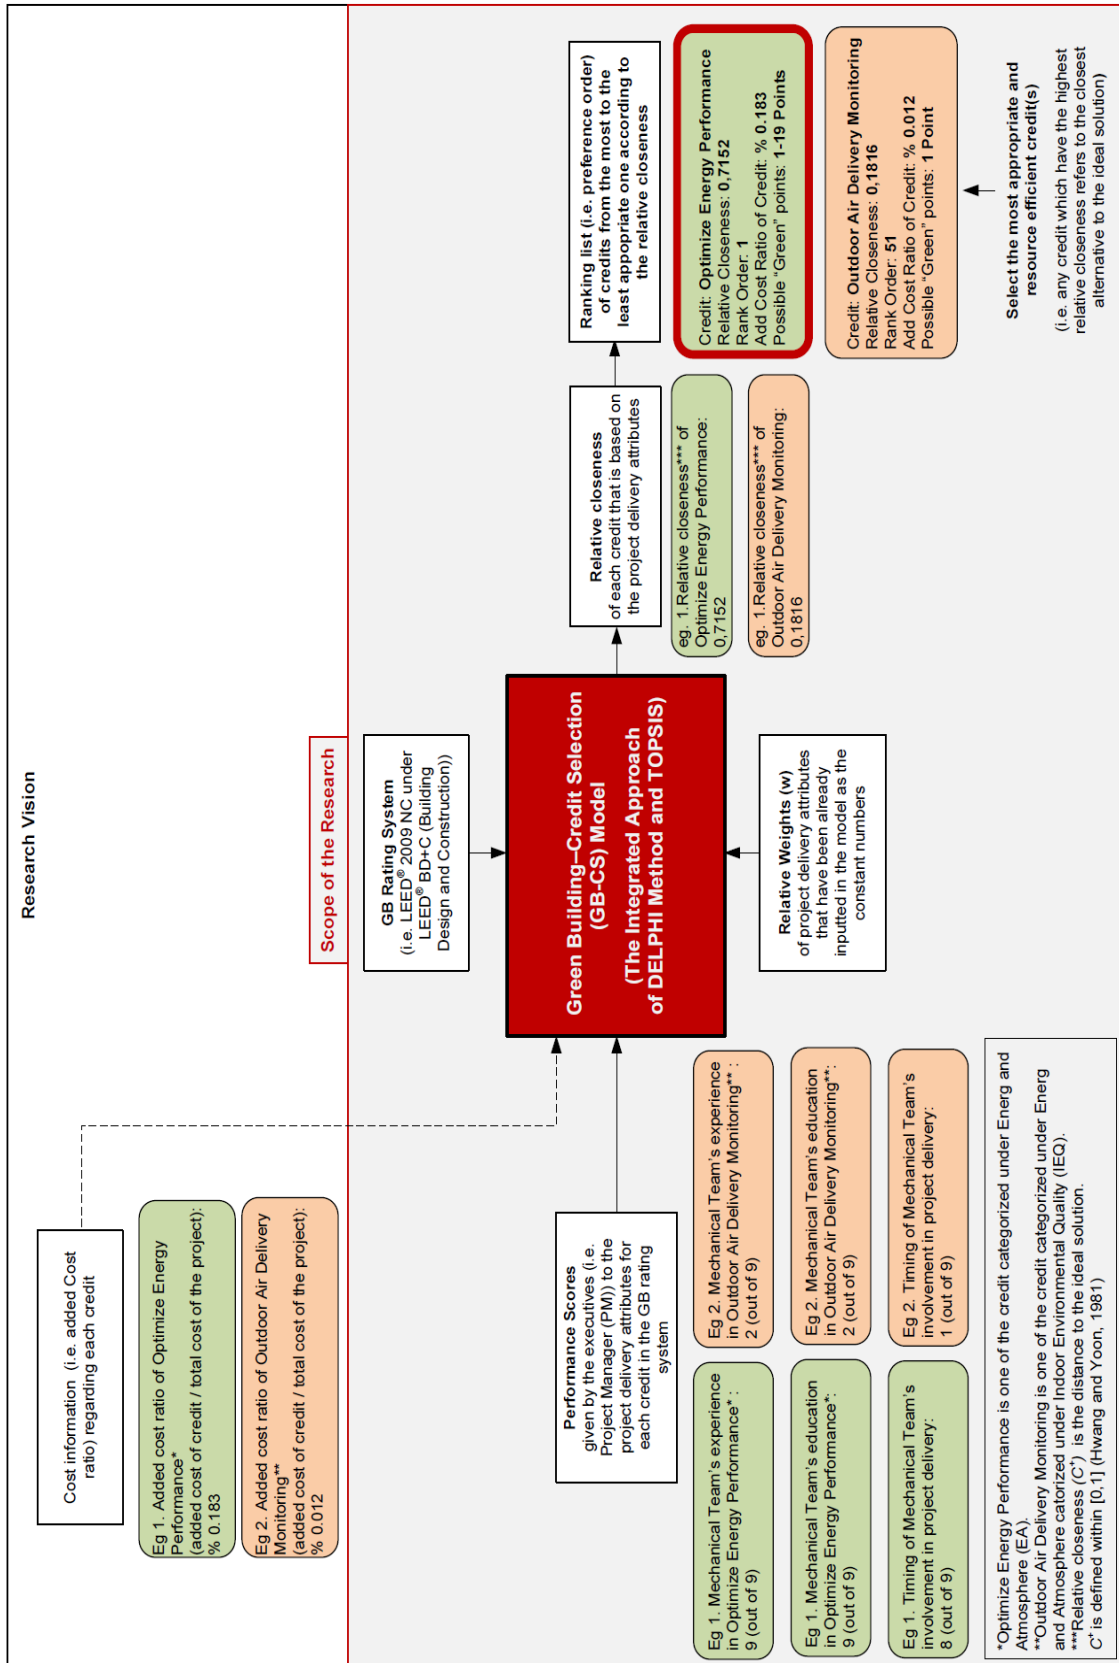 Research Vision
Scope of the Research
Cost information  (i.e. added Cost
ratio) regarding each credit
Eg 1. Added cost ratio of Optimize Energy
Performance*
(added cost of credit / total cost of the project):
% 0.183
Eg 2. Added cost ratio of Outdoor Air Delivery
Monitoring**
(added cost of credit / total cost of the project):
% 0.012
GB Rating System
(i.e. LEED® 2009 NC under
LEED® BD+C (Building
Design and Construction))
Performance Scores
given by the executives (i.e.
Project Manager (PM)) to the
project delivery attributes for
each credit in the GB rating
system
Green Building–Credit Selection
(GB-CS) Model
(The Integrated Approach
of DELPHI Method and TOPSIS)
Relative closeness
of each credit that is based on
the project delivery attributes
Ranking list (i.e. preference order)
of credits from the most to the
least appopriate one according to
the relative closeness
Eg 1. Mechanical Team's experience
in Optimize Energy Performance* :
9 (out of 9)
Eg 2. Mechanical Team's experience
in Outdoor Air Delivery Monitoring** :
2 (out of 9)
Eg 1. Mechanical Team's education
in Optimize Energy Performance*:
9 (out of 9)
Eg 2. Mechanical Team's education
in Outdoor Air Delivery Monitoring**:
2 (out of 9)
Eg 1. Timing of Mechanical Team's
involvement in project delivery:
8 (out of 9)
Eg 2. Timing of Mechanical Team's
involvement in project delivery:
1 (out of 9)
Relative Weights (w)
of project delivery attributes
that have been already
inputted in the model as the
constant numbers
eg. 1.Relative closeness*** of
Optimize Energy Performance:
0,7152
eg. 1.Relative closeness*** of
Outdoor Air Delivery Monitoring:
0,1816
Credit: Optimize Energy Performance
Relative Closeness: 0,7152
Rank Order: 1
Add Cost Ratio of Credit: % 0.183
Possible “Green” points: 1-19 Points
Credit: Outdoor Air Delivery Monitoring
Relative Closeness: 0,1816
Rank Order: 51
Add Cost Ratio of Credit: % 0.012
Possible “Green” points: 1 Point
Select the most appropriate and
resource efficient credit(s)
(i.e. any credit which have the highest
relative closeness refers to the closest
alternative to the ideal solution)
*Optimize Energy Performance is one of the credit categorized under Energ and
Atmosphere (EA).
**Outdoor Air Delivery Monitoring is one of the credit categorized under Energ
and Atmosphere catorized under Indoor Environmental Quality (IEQ).
***Relative closeness (C⁺) is the distance to the ideal solution.
C⁺ is defined within [0,1] (Hwang and Yoon, 1981)